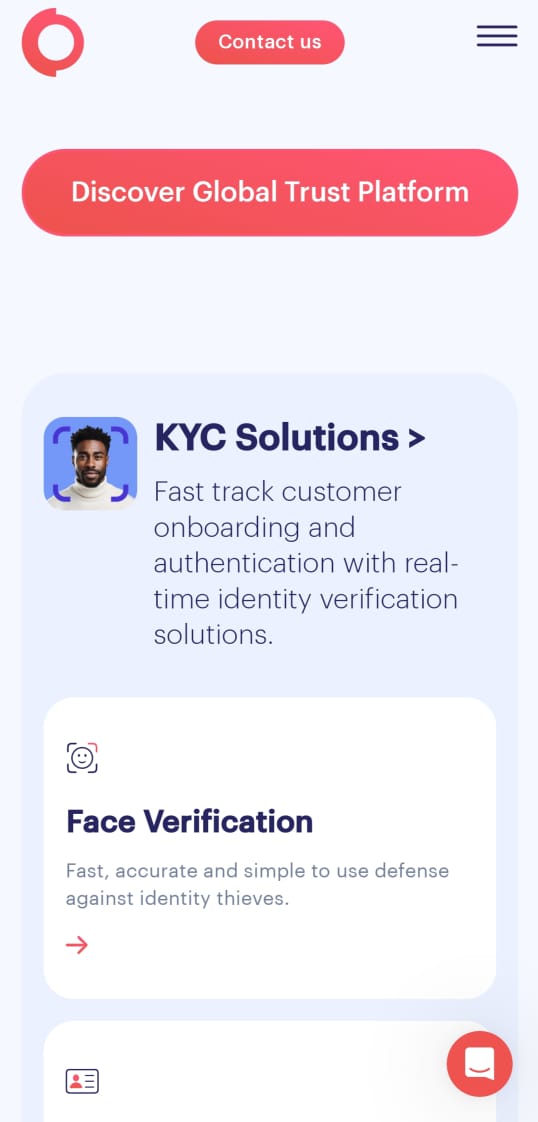 Contact us
Discover Global Trust Platform
KYC Solutions >
Fast track customer
onboarding and
authentication with real-
time identity verification
solutions.
Face Verification
Fast, accurate and simple to use defense
against identity thieves.